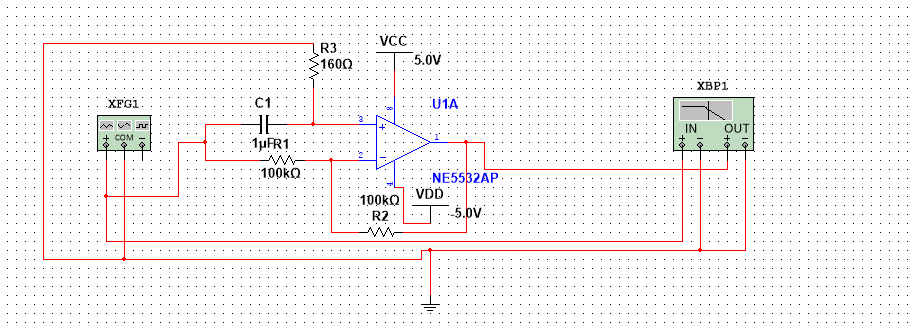 VCC
R3
5.0V
160Ω
XBP1
XFG1
C1
U1A
8
IN
OUT
COM
3
1µF
R1
1
2
100kΩ
4
NE5532AP
100kΩ
VDD
R2
-5.0V